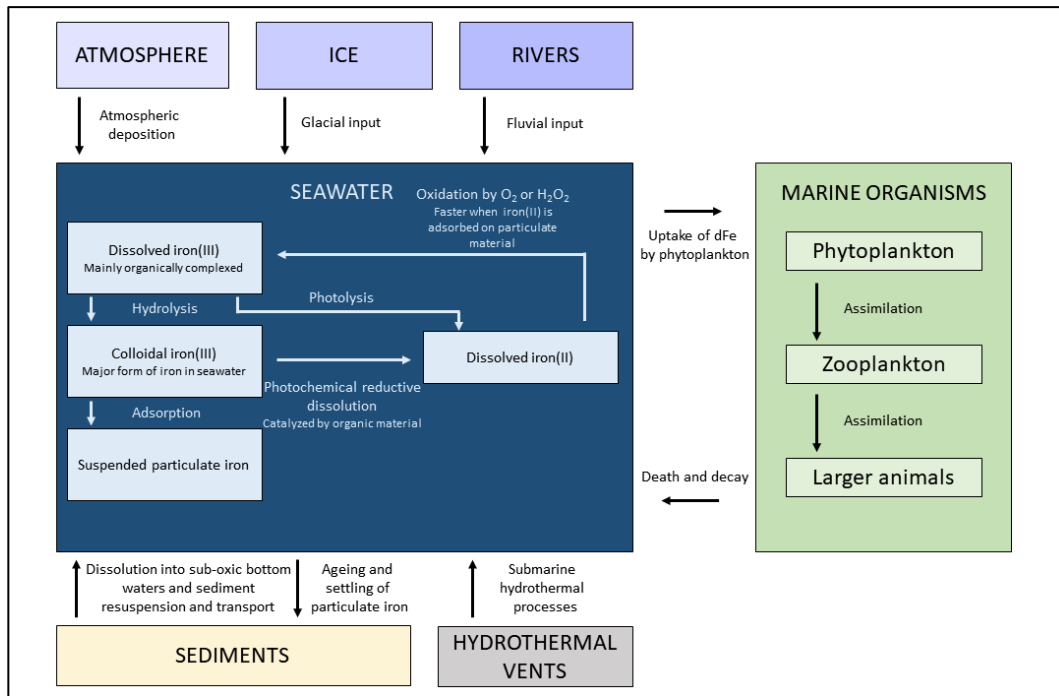 ATMOSPHERE
ICE
RIVERS
Atmospheric
deposition
Glacial input
Fluvial input
SEAWATER
Oxidation by O₂ or H₂O₂
Faster when iron(II) is
adsorbed on particulate
material
Dissolved iron(III)
Mainly organically complexed
Hydrolysis
Photolysis
Colloidal iron(III)
Major form of iron in seawater
Dissolved iron(II)
Photochemical reductive
dissolution
Catalyzed by organic material
Adsorption
Suspended particulate iron
Uptake of dFe
by phytoplankton
Death and decay
MARINE ORGANISMS
Phytoplankton
Assimilation
Zooplankton
Assimilation
Larger animals
Dissolution into sub-oxic bottom
waters and sediment
resuspension and transport
Ageing and
settling of
particulate iron
Submarine
hydrothermal
processes
SEDIMENTS
HYDROTHERMAL
VENTS